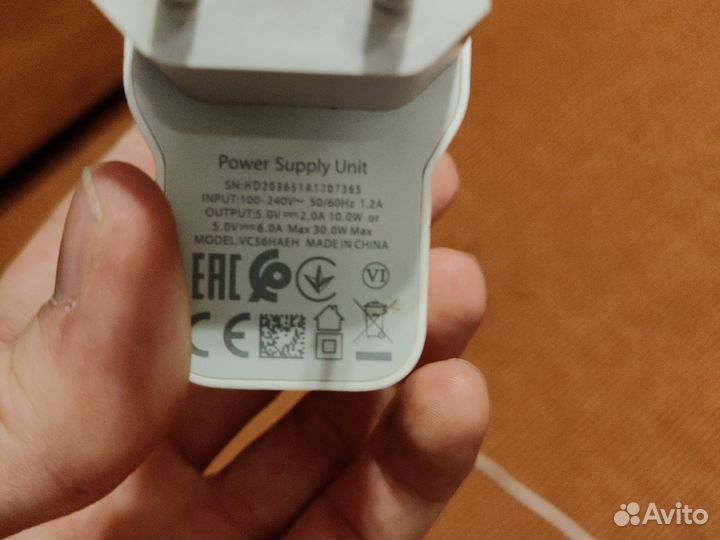 Power Supply Unit
SN:HD203651A1707365
INPUT:100-240V~ 50/60Hz 1.2A
OUTPUT:5.0V⎓2.0A 10.0W or
5.0V⎓6.0A Max 30.0W Max
MODEL:VC56HAEH MADE IN CHINA
EAC
VI
CE
Avito